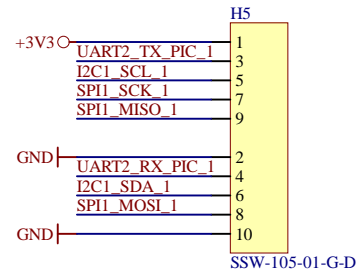 H5
+3V3 1
UART2_TX_PIC_1 3
I2C1_SCL_1 5
SPI1_SCK_1 7
SPI1_MISO_1 9
GND 2
UART2_RX_PIC_1 4
I2C1_SDA_1 6
SPI1_MOSI_1 8
GND 10
SSW-105-01-G-D